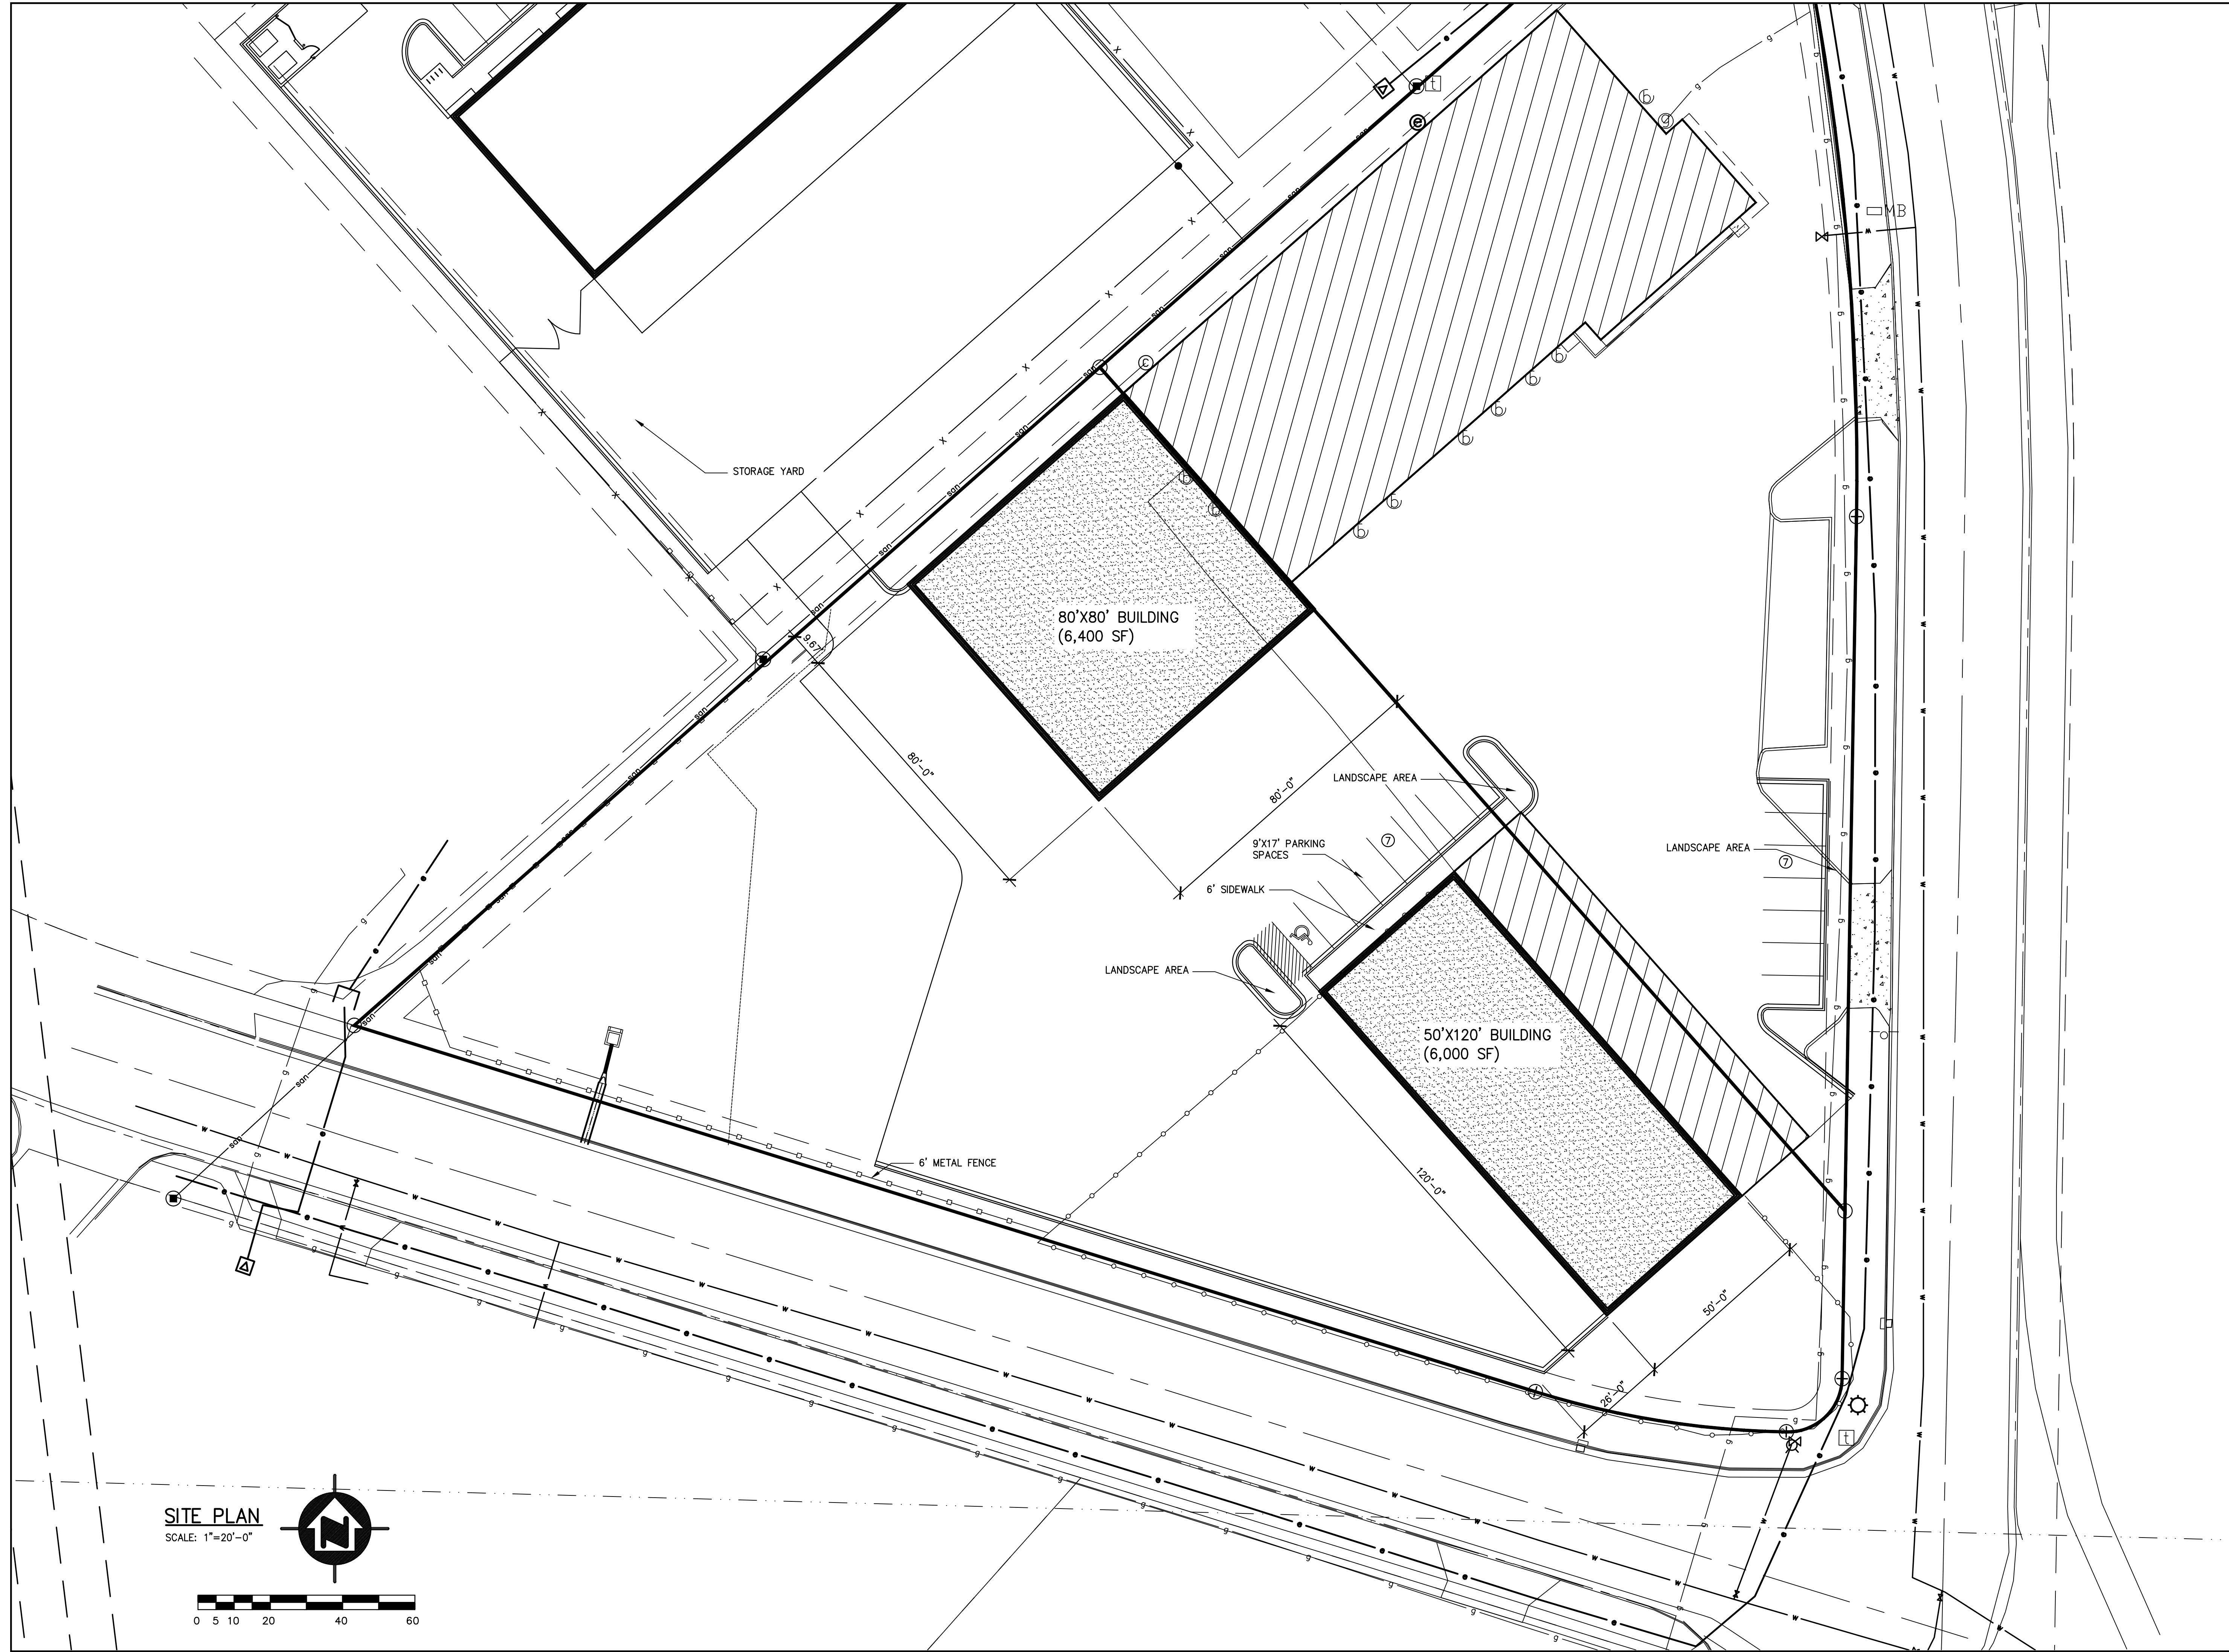 t
e
g
MB
c
STORAGE YARD
80'X80' BUILDING
(6,400 SF)
9.67'
80'-0"
80'-0"
LANDSCAPE AREA
9'X17' PARKING
SPACES
7
LANDSCAPE AREA
7
6' SIDEWALK
LANDSCAPE AREA
50'X120' BUILDING
(6,000 SF)
6' METAL FENCE
120'-0"
50'-0"
26'-0"
t
SITE PLAN
SCALE: 1"=20'-0"
N
0 5 10 20 40 60